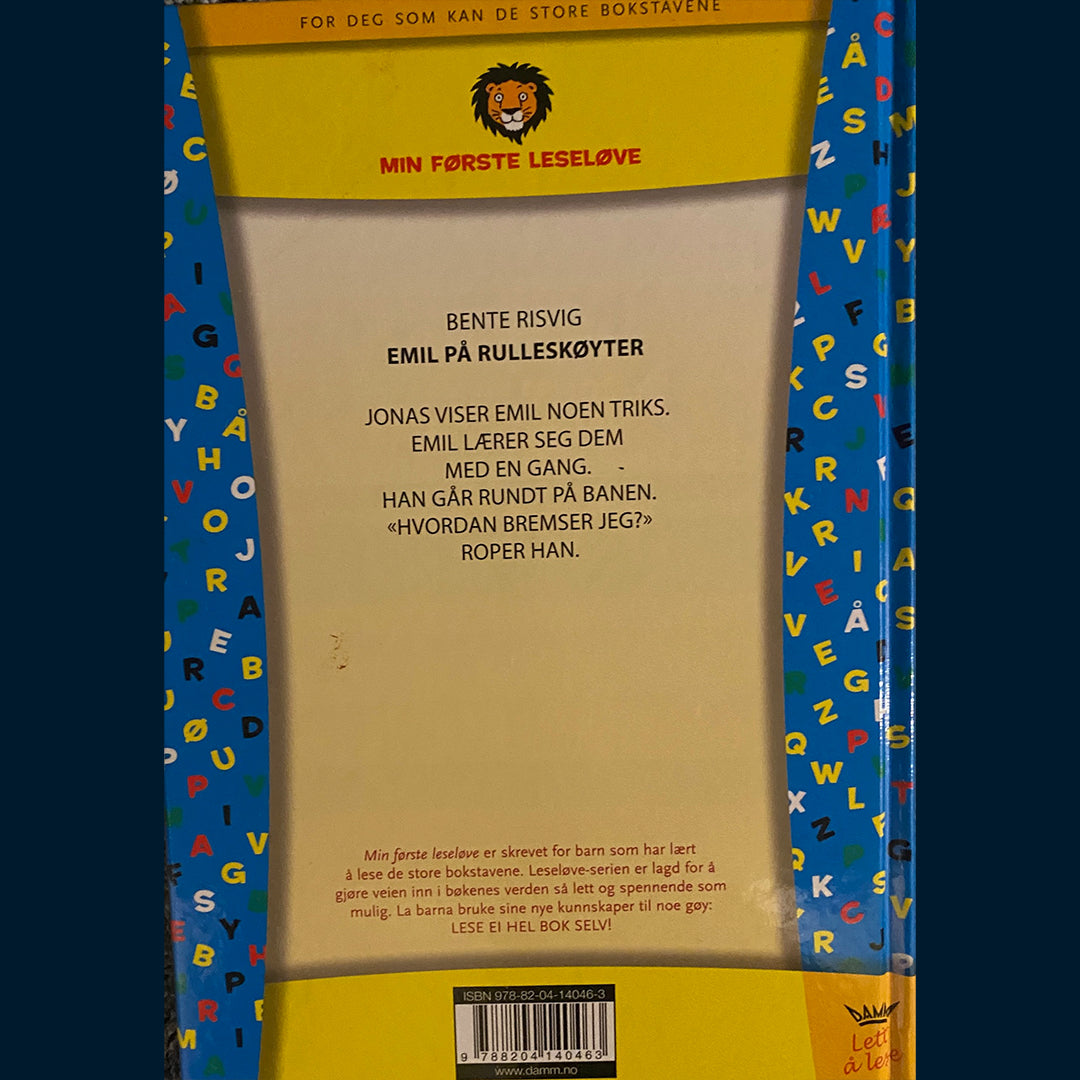 FOR DEG SOM KAN DE STORE BOKSTAVENE
MIN FØRSTE LESELØVE
BENTE RISVIG
EMIL PÅ RULLESKØYTER
JONAS VISER EMIL NOEN TRIKS.
EMIL LÆRER SEG DEM
MED EN GANG.
HAN GÅR RUNDT PÅ BANEN.
«HVORDAN BREMSER JEG?»
ROPER HAN.
Min første leseløve er skrevet for barn som har lært
å lese de store bokstavene. Leseløve-serien er lagd for å
gjøre veien inn i bøkenes verden så lett og spennende som
mulig. La barna bruke sine nye kunnskaper til noe gøy:
LESE EI HEL BOK SELV!
ISBN 978-82-04-14046-3
9 788204 140463
www.damm.no
DAMM
Lett
å lese